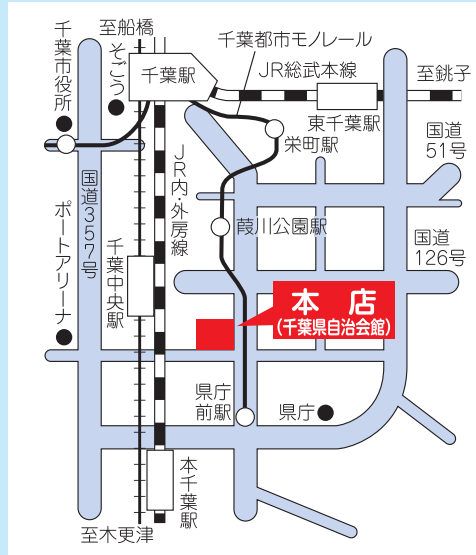 至船橋
千葉市役所
そごう
千葉駅
千葉都市モノレール
JR総武本線
至銚子
東千葉駅
栄町駅
国道
51号
国道357号
JR内・外房線
葭川公園駅
ポートアリーナ
千葉中央駅
国道
126号
本店
(千葉県自治会館)
県庁
前駅
県庁
本千葉駅
至木更津